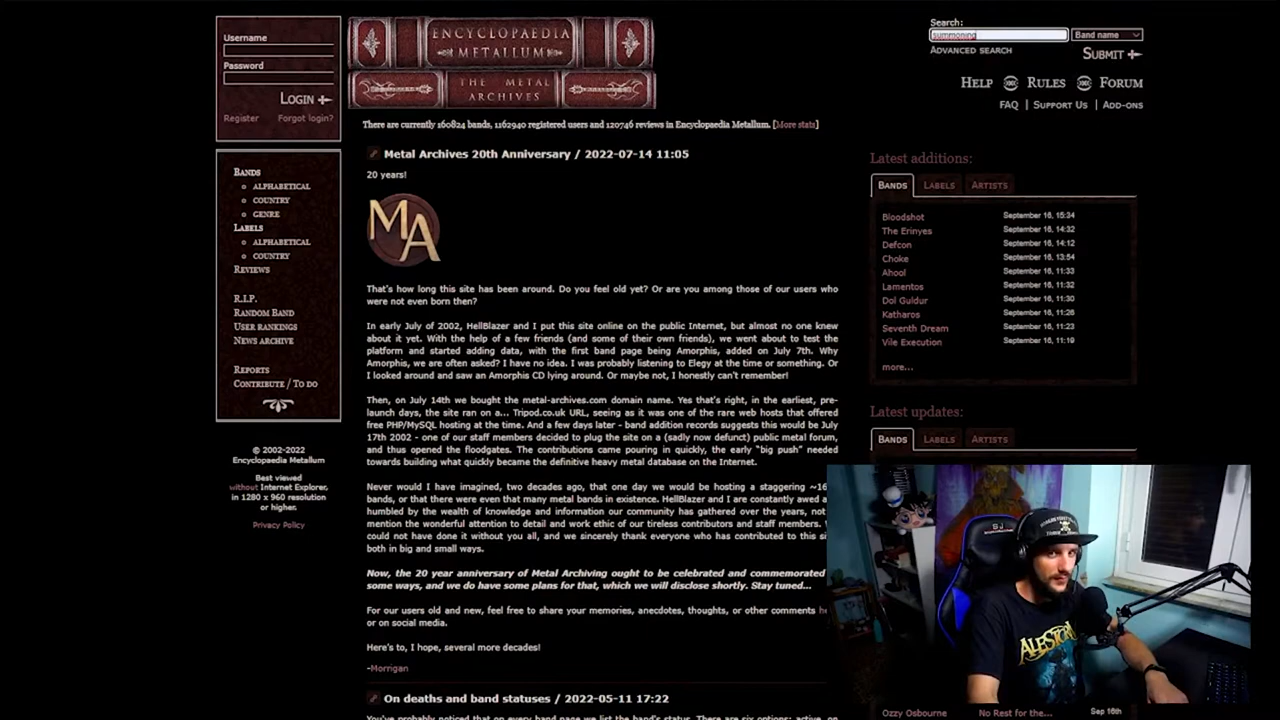 Username
Password
LOGIN
Register Forgot login?
ENCYCLOPAEDIA
METALLUM
THE METAL
ARCHIVES
Search:
summoning
Band name
ADVANCED SEARCH
SUBMIT
HELP RULES FORUM
FAQ | SUPPORT US | ADD-ONS
There are currently 160824 bands, 1162940 registered users and 120746 reviews in Encyclopaedia Metallum. [More stats]
BANDS
ALPHABETICAL
COUNTRY
GENRE
LABELS
ALPHABETICAL
COUNTRY
REVIEWS
R.I.P.
RANDOM BAND
USER RANKINGS
NEWS ARCHIVE
REPORTS
CONTRIBUTE / TO DO
© 2002-2022
Encyclopaedia Metallum
Best viewed
without Internet Explorer,
in 1280 x 960 resolution
or higher.
Privacy Policy
Metal Archives 20th Anniversary / 2022-07-14 11:05
20 years!
MA
That's how long this site has been around. Do you feel old yet? Or are you among those of our users who
were not even born then?
In early July of 2002, HellBlazer and I put this site online on the public Internet, but almost no one knew
about it yet. With the help of a few friends (and some of their own friends), we went about to test the
platform and started adding data, with the first band page being Amorphis, added on July 7th. Why
Amorphis, we are often asked? I have no idea. I was probably listening to Elegy at the time or something. Or
I looked around and saw an Amorphis CD lying around. Or maybe not, I honestly can't remember!
Then, on July 14th we bought the metal-archives.com domain name. Yes that's right, in the earliest, pre-
launch days, the site ran on a... Tripod.co.uk URL, seeing as it was one of the rare web hosts that offered
free PHP/MySQL hosting at the time. And a few days later - band addition records suggests this would be July
17th 2002 - one of our staff members decided to plug the site on a (sadly now defunct) public metal forum,
and thus opened the floodgates. The contributions came pouring in quickly, the early "big push" needed
towards building what quickly became the definitive heavy metal database on the Internet.
Never would I have imagined, two decades ago, that one day we would be hosting a staggering ~16
bands, or that there were even that many metal bands in existence. HellBlazer and I are constantly awed a
humbled by the wealth of knowledge and information our community has gathered over the years, not
mention the wonderful attention to detail and work ethic of our tireless contributors and staff members.
could not have done it without you all, and we sincerely thank everyone who has contributed to this si
both in big and small ways.
Now, the 20 year anniversary of Metal Archiving ought to be celebrated and commemorated
some ways, and we do have some plans for that, which we will disclose shortly. Stay tuned...
For our users old and new, feel free to share your memories, anecdotes, thoughts, or other comments he
or on social media.
Here's to, I hope, several more decades!
-Morrigan
On deaths and band statuses / 2022-05-11 17:22
You've probably noticed that on every band page we list the band's status. There are six options: active, on
Latest additions:
BANDS LABELS ARTISTS
Bloodshot September 16, 15:34
The Erinyes September 16, 14:32
Defcon September 16, 14:12
Choke September 16, 13:54
Ahool September 16, 11:33
Lamentos September 16, 11:32
Dol Guldur September 16, 11:30
Katharos September 16, 11:26
Seventh Dream September 16, 11:23
Vile Execution September 16, 11:19
more...
Latest updates:
BANDS LABELS ARTISTS
SJ
ALESTORM
Ozzy Osbourne No Rest for the... Sep 16th